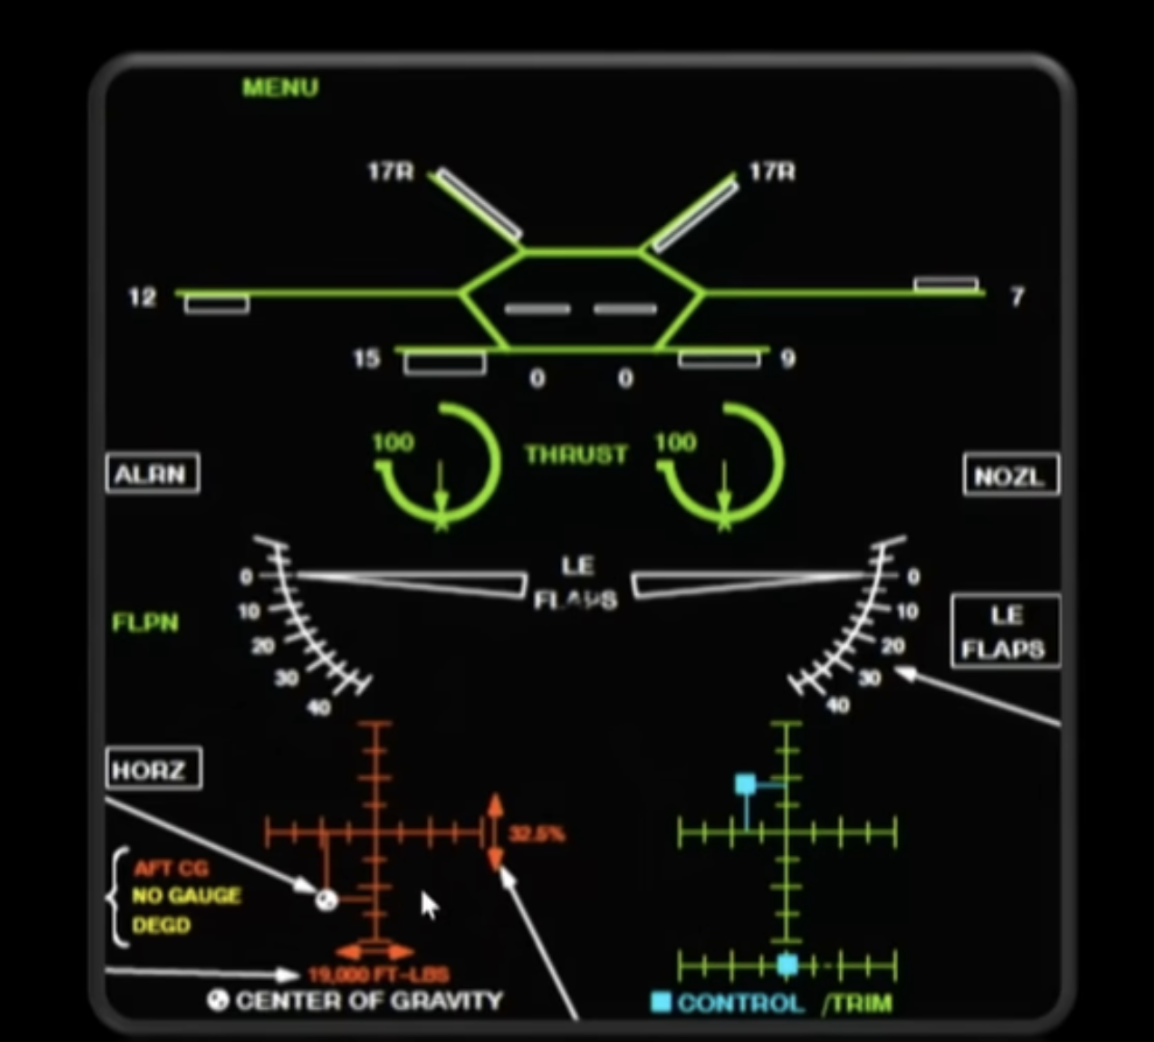 MENU
17R 17R
12 7
15 9
0 0
100 THRUST 100
ALRN NOZL
LE
FLAPS
0 0
10 10
20 20
30 30
40 40
FLPN
LE
FLAPS
HORZ
32.5%
AFT CG
NO GAUGE
DEGD
19,000 FT-LBS
CENTER OF GRAVITY
CONTROL /TRIM